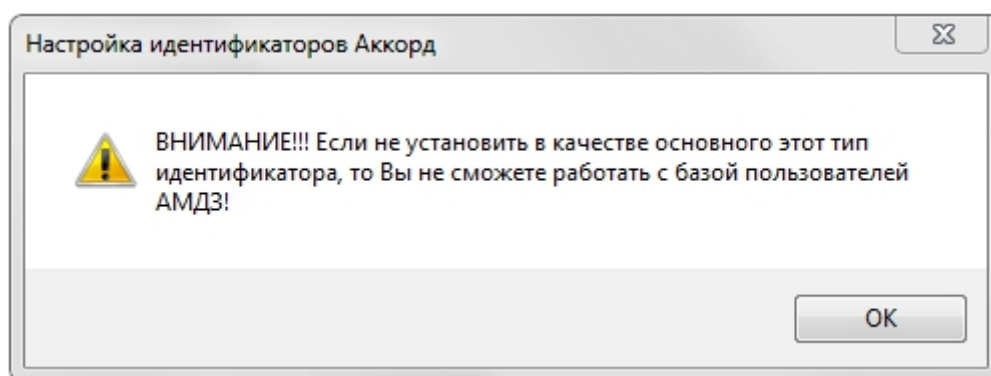 Настройка идентификаторов Аккорд
ВНИМАНИЕ!!! Если не установить в качестве основного этот тип
идентификатора, то Вы не сможете работать с базой пользователей
АМДЗ!
ОК